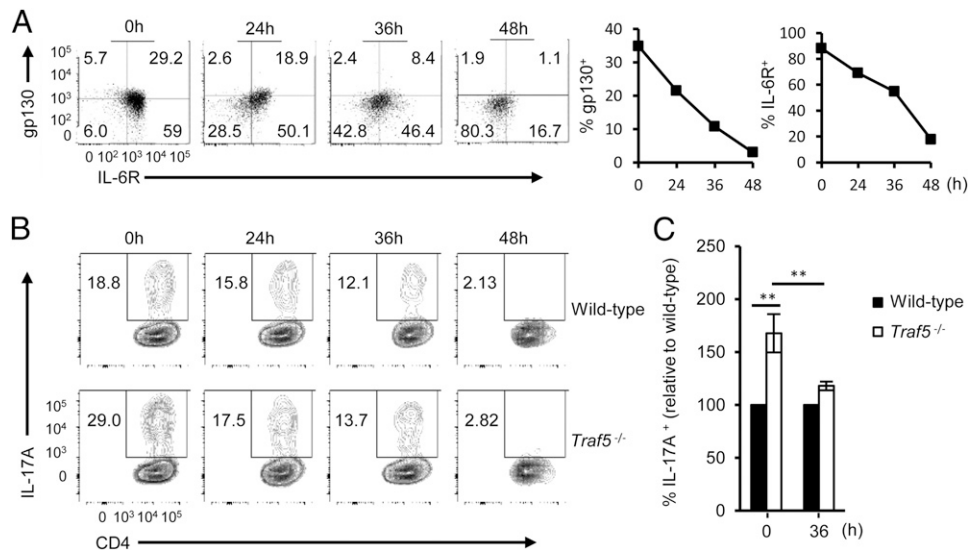 A
0h 24h 36h 48h
gp130
10⁵
10⁴
10³
10²
0
5.7 29.2
6.0 59
2.6 18.9
28.5 50.1
2.4 8.4
42.8 46.4
1.9 1.1
80.3 16.7
0 10² 10³ 10⁴ 10⁵
IL-6R
% gp130⁺
40
30
20
10
0
0 24 36 48
% IL-6R⁺
100
80
60
40
20
0
0 24 36 48 (h)
B
0h 24h 36h 48h
IL-17A
18.8 15.8 12.1 2.13
Wild-type
10⁵
10⁴
10³
0
29.0 17.5 13.7 2.82
Traf5⁻/⁻
0 10³ 10⁴ 10⁵
CD4
C
% IL-17A⁺ (relative to wild-type)
250
200
150
100
50
0
**
**
Wild-type
Traf5⁻/⁻
0 36 (h)